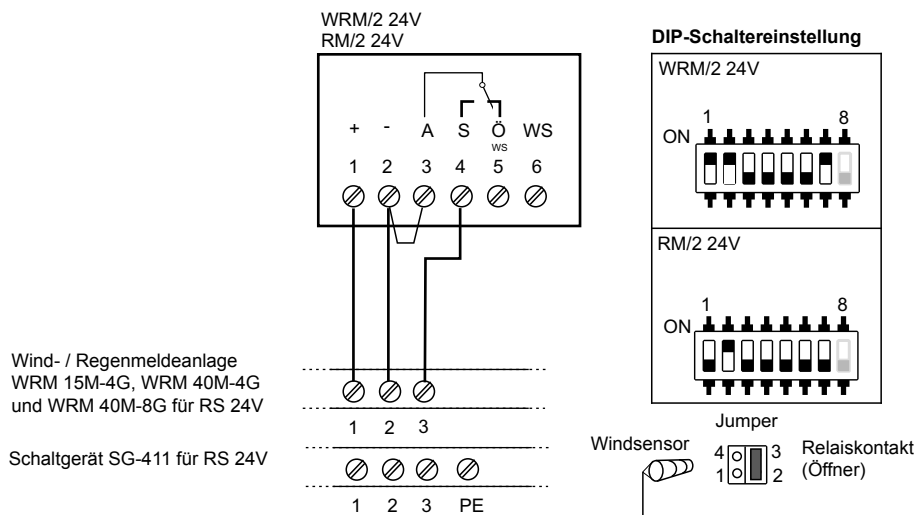 WRM/2 24V
RM/2 24V
+ - A S Ö WS
WS
1 2 3 4 5 6
Wind- / Regenmeldeanlage
WRM 15M-4G, WRM 40M-4G
und WRM 40M-8G für RS 24V
1 2 3
Schaltgerät SG-411 für RS 24V
1 2 3 PE
DIP-Schaltereinstellung
WRM/2 24V
1 8
ON
RM/2 24V
1 8
ON
Jumper
Windsensor
4 3
1 2
Relaiskontakt
(Öffner)